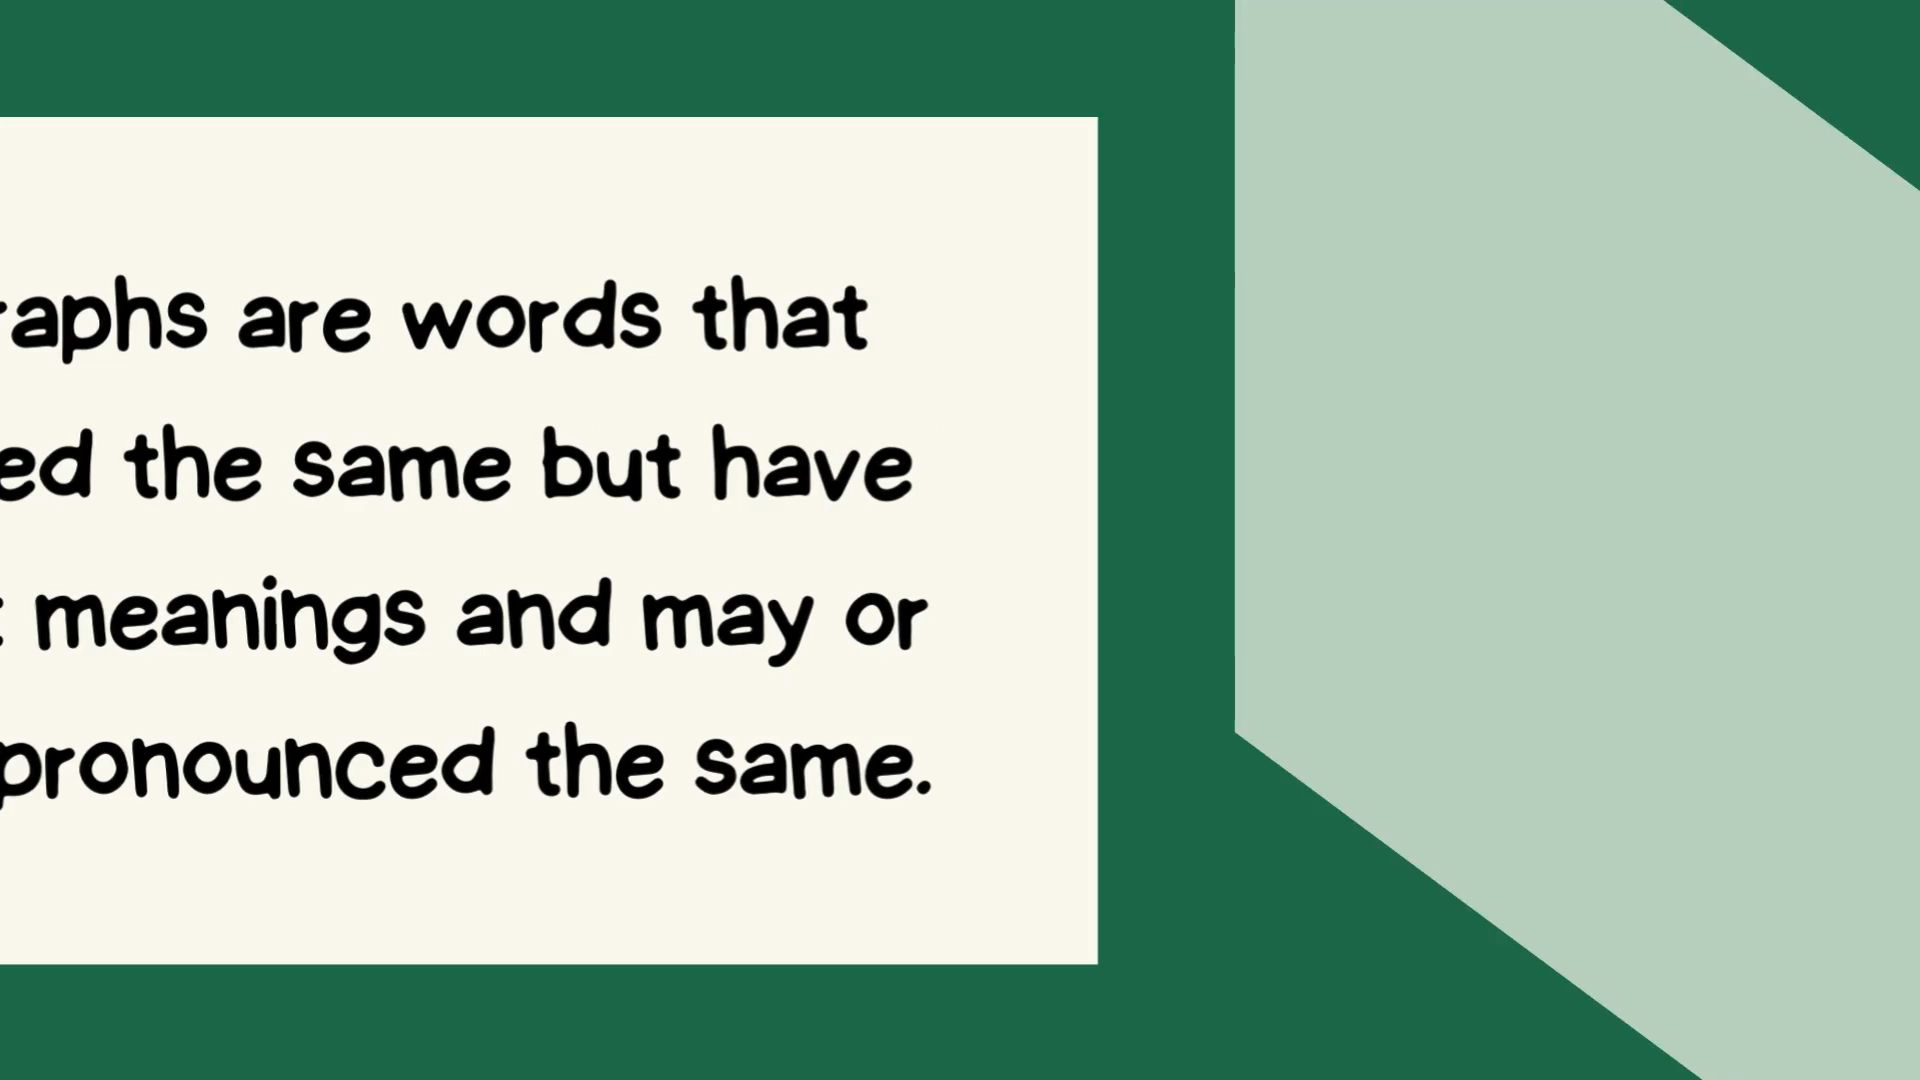 raphs are words that
ed the same but have
meanings and may or
pronounced the same.